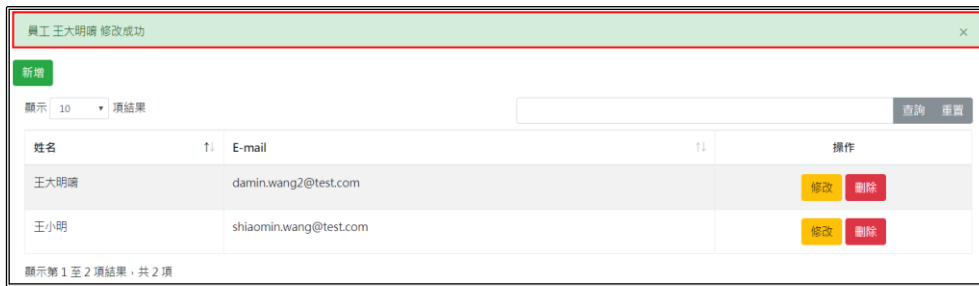 員工 王大明嘖 修改成功 ×
新增
顯示 10 項結果
查詢 重置
姓名 E-mail 操作
王大明嘖 damin.wang2@test.com 修改 刪除
王小明 shiaomin.wang@test.com 修改 刪除
顯示第 1 至 2 項結果，共 2 項